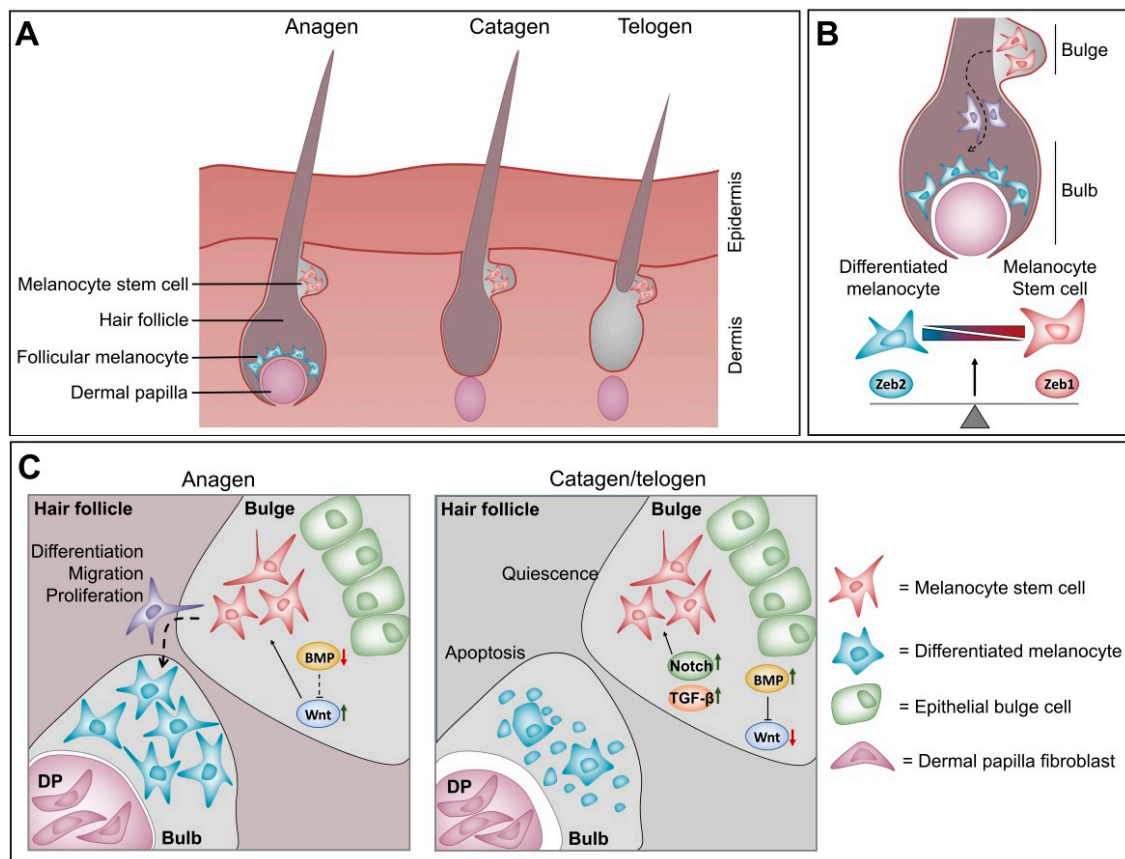 A
Anagen
Catagen
Telogen
Epidermis
Dermis
Melanocyte stem cell
Hair follicle
Follicular melanocyte
Dermal papilla
B
Bulge
Bulb
Differentiated
melanocyte
Melanocyte
Stem cell
Zeb2
Zeb1
C
Anagen
Hair follicle
Bulge
Differentiation
Migration
Proliferation
BMP
Wnt
DP
Bulb
Catagen/telogen
Hair follicle
Bulge
Quiescence
Apoptosis
Notch
TGF-β
BMP
Wnt
DP
Bulb
= Melanocyte stem cell
= Differentiated melanocyte
= Epithelial bulge cell
= Dermal papilla fibroblast